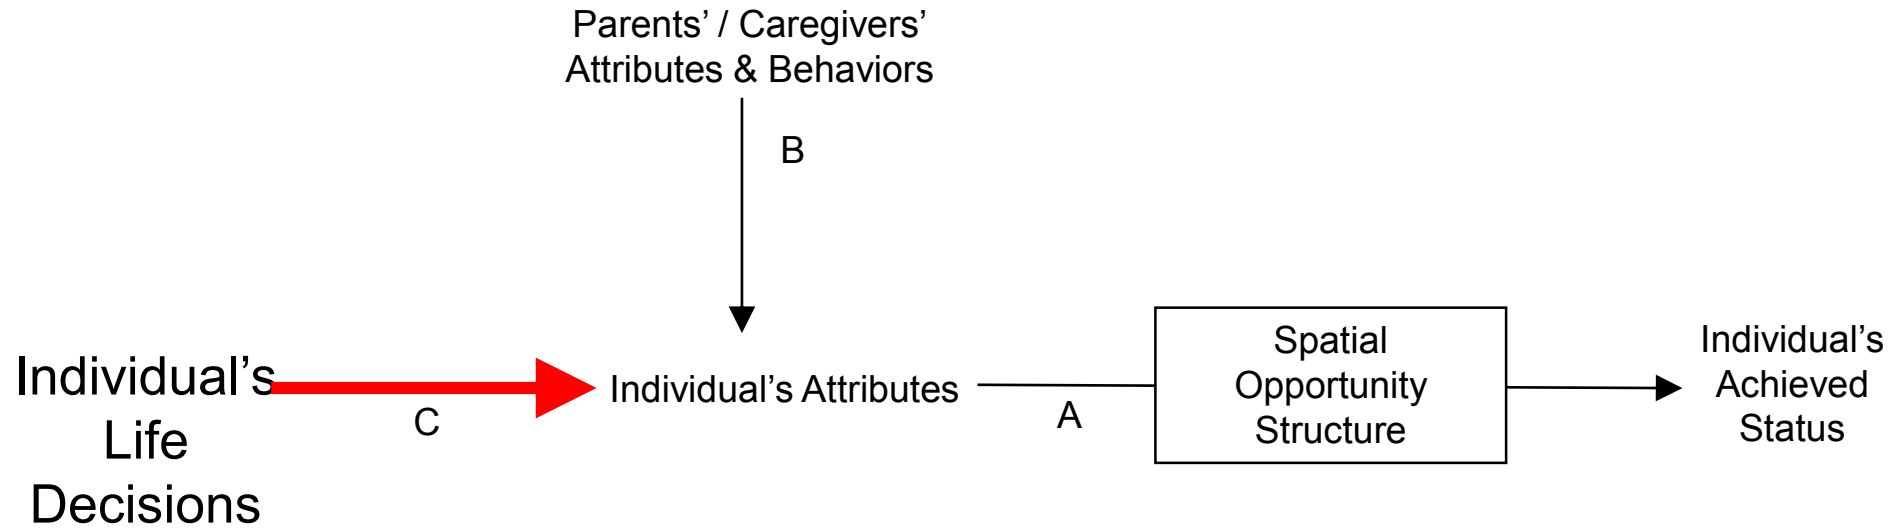 Parents’ / Caregivers’
Attributes & Behaviors
B
Individual’s
Life
Decisions
C
Individual’s Attributes
A
Spatial
Opportunity
Structure
Individual’s
Achieved
Status